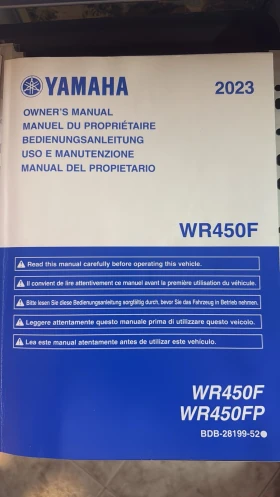 YAMAHA 2023
OWNER'S MANUAL
MANUEL DU PROPRIÉTAIRE
BEDIENUNGSANLEITUNG
USO E MANUTENZIONE
MANUAL DEL PROPIETARIO
WR450F
Read this manual carefully before operating this vehicle.
Il convient de lire attentivement ce manuel avant la première utilisation du véhicule.
Bitte lesen Sie diese Bedienungsanleitung sorgfältig durch, bevor Sie das Fahrzeug in Betrieb nehmen.
Leggere attentamente questo manuale prima di utilizzare questo veicolo.
Lea este manual atentamente antes de utilizar este vehículo.
WR450F
WR450FP
BDB-28199-52